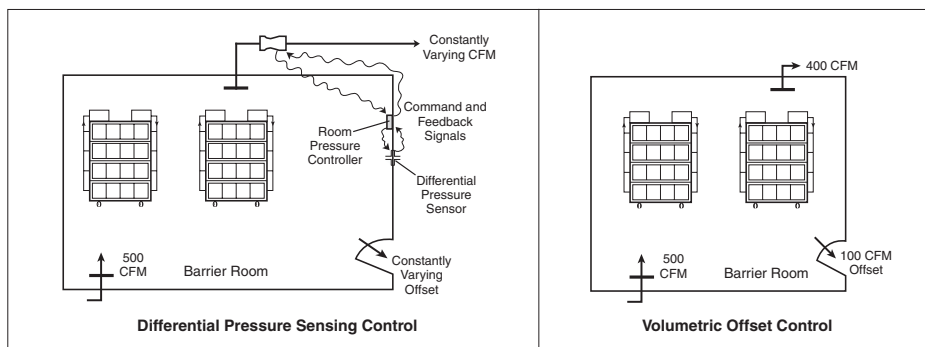 Constantly
Varying CFM
Command and
Feedback
Signals
Room
Pressure
Controller
Differential
Pressure
Sensor
500
CFM
Barrier Room
Constantly
Varying
Offset
Differential Pressure Sensing Control
400 CFM
500
CFM
Barrier Room
100 CFM
Offset
Volumetric Offset Control